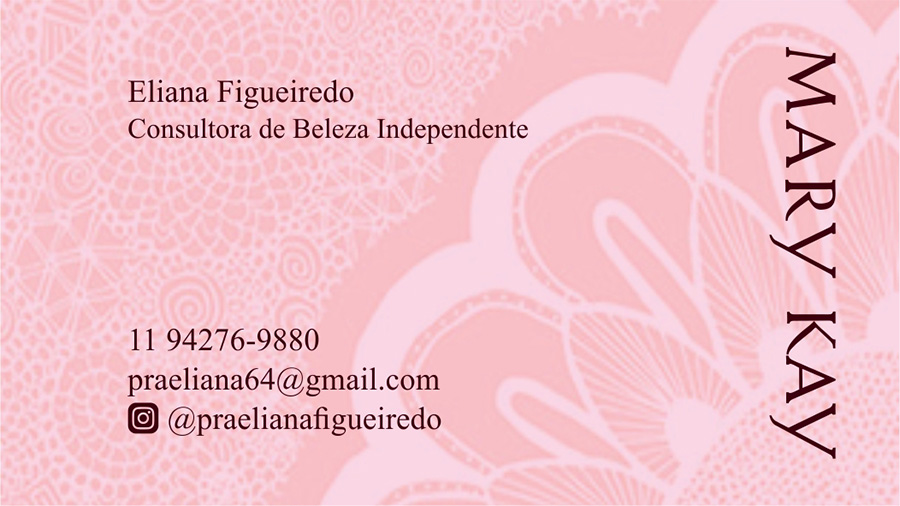 Eliana Figueiredo
Consultora de Beleza Independente
11 94276-9880
praeliana64@gmail.com
@praelianafigueiredo
MARY KAY